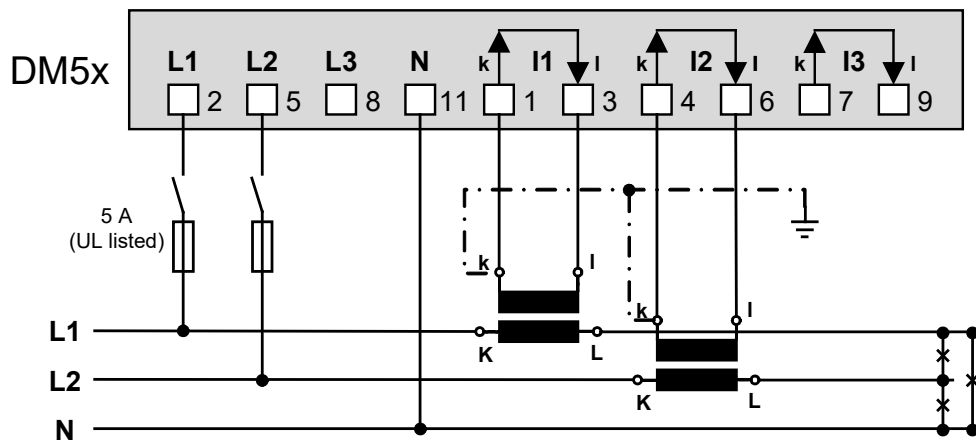 DM5x
L1 L2 L3 N k I1 l k I2 l k I3 l
2 5 8 11 1 3 4 6 7 9
5 A
(UL listed)
k l
k l
L1
K L
L2
K L
N